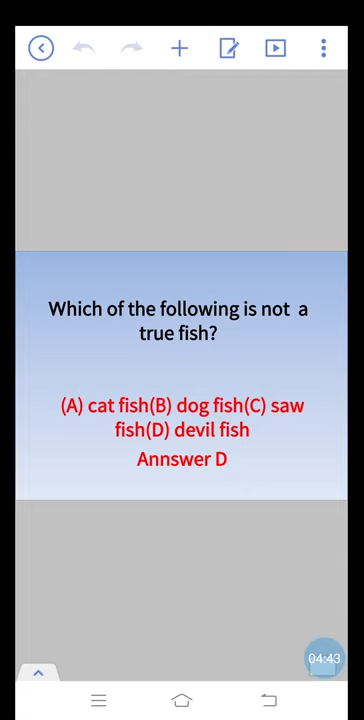 Which of the following is not a
true fish?
(A) cat fish(B) dog fish(C) saw
fish(D) devil fish
Annswer D
04:43